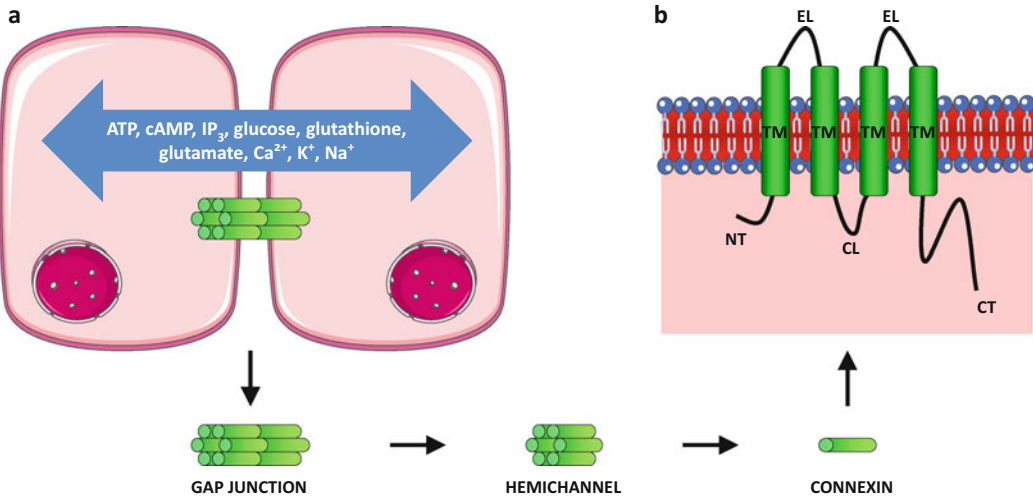 a
ATP, cAMP, IP₃, glucose, glutathione,
glutamate, Ca²⁺, K⁺, Na⁺
b
EL EL
TM TM TM TM
NT CL
CT
GAP JUNCTION HEMICHANNEL CONNEXIN